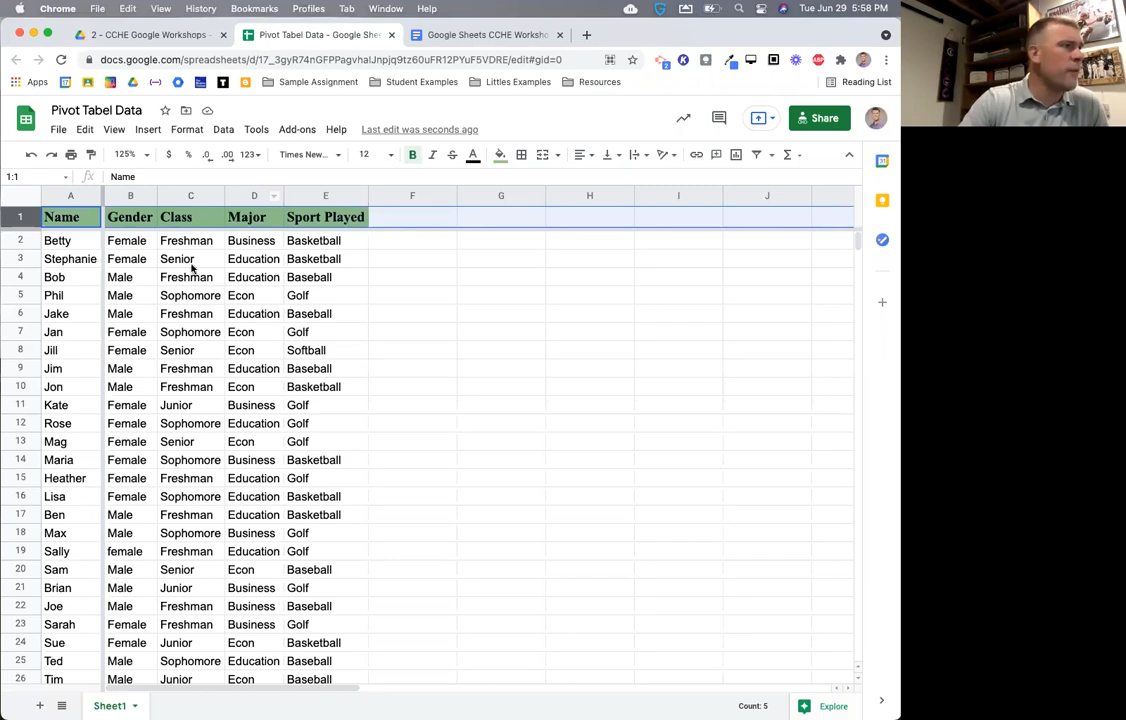 Chrome File Edit View History Bookmarks Profiles Tab Window Help Tue Jun 29 5:58 PM
2 - CCHE Google Workshops - Pivot Tabel Data - Google She Google Sheets CCHE Worksho
docs.google.com/spreadsheets/d/17_3gyR74nGFPPagvhaIJnpjq9tz60uFR12PYuF5VDRE/edit#gid=0
Apps Sample Assignment Student Examples Littles Examples Resources Reading List
Pivot Tabel Data
File Edit View Insert Format Data Tools Add-ons Help Last edit was seconds ago Share
125% $ % .0 .00 123 Times New... 12 B I S A
1:1 fx Name
A B C D E F G H I J
1 Name Gender Class Major Sport Played
2 Betty Female Freshman Business Basketball
3 Stephanie Female Senior Education Basketball
4 Bob Male Freshman Education Baseball
5 Phil Male Sophomore Econ Golf
6 Jake Male Freshman Education Baseball
7 Jan Female Sophomore Econ Golf
8 Jill Female Senior Econ Softball
9 Jim Male Freshman Education Baseball
10 Jon Male Freshman Econ Basketball
11 Kate Female Junior Business Golf
12 Rose Female Sophomore Education Golf
13 Mag Female Senior Econ Golf
14 Maria Female Sophomore Business Basketball
15 Heather Female Freshman Education Golf
16 Lisa Female Sophomore Education Basketball
17 Ben Male Freshman Education Basketball
18 Max Male Sophomore Business Golf
19 Sally female Freshman Education Golf
20 Sam Male Senior Econ Baseball
21 Brian Male Junior Business Golf
22 Joe Male Freshman Business Baseball
23 Sarah Female Freshman Business Golf
24 Sue Female Junior Econ Basketball
25 Ted Male Sophomore Education Baseball
26 Tim Male Junior Econ Baseball
Sheet1 Count: 5 Explore